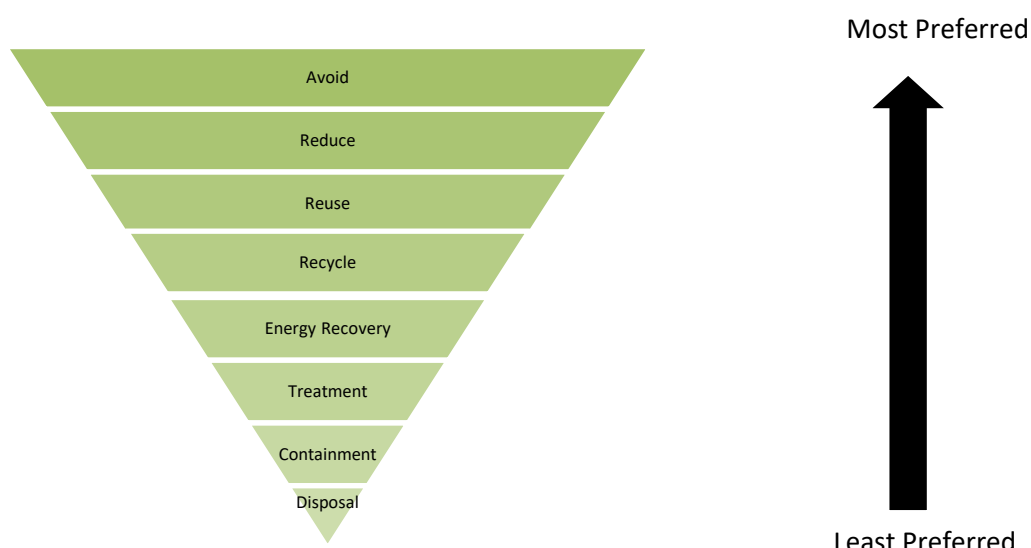 Most Preferred
Avoid
Reduce
Reuse
Recycle
Energy Recovery
Treatment
Containment
Disposal
Least Preferred